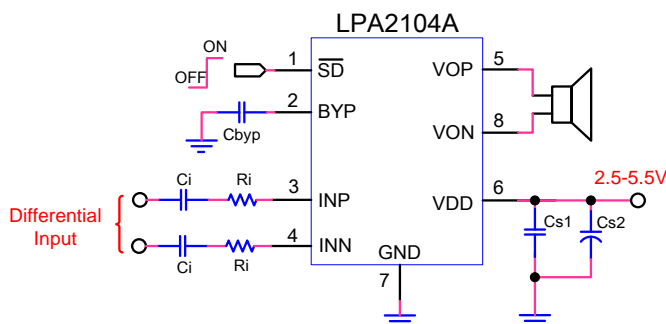 LPA2104A
ON
OFF
1
SD
2
BYP
Cbyp
Ci
Ri
3
INP
Differential
Input
Ci
Ri
4
INN
GND
7
VOP
5
VON
8
VDD
6
2.5-5.5V
Cs1
Cs2